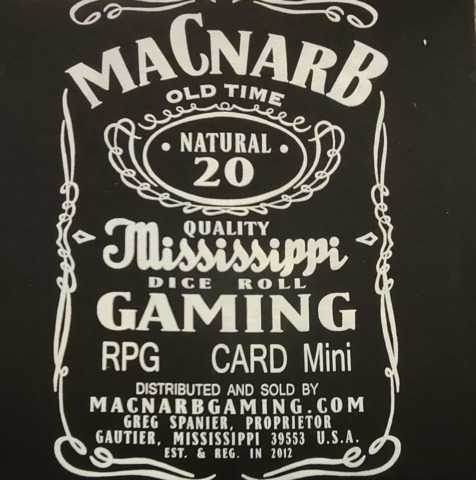 MACNARB
OLD TIME
• NATURAL •
20
QUALITY
Mississippi
DICE ROLL
GAMING
RPG CARD Mini
DISTRIBUTED AND SOLD BY
MACNARBGAMING.COM
GREG SPANIER, PROPRIETOR
GAUTIER, MISSISSIPPI 39553 U.S.A.
EST. & REG. IN 2012